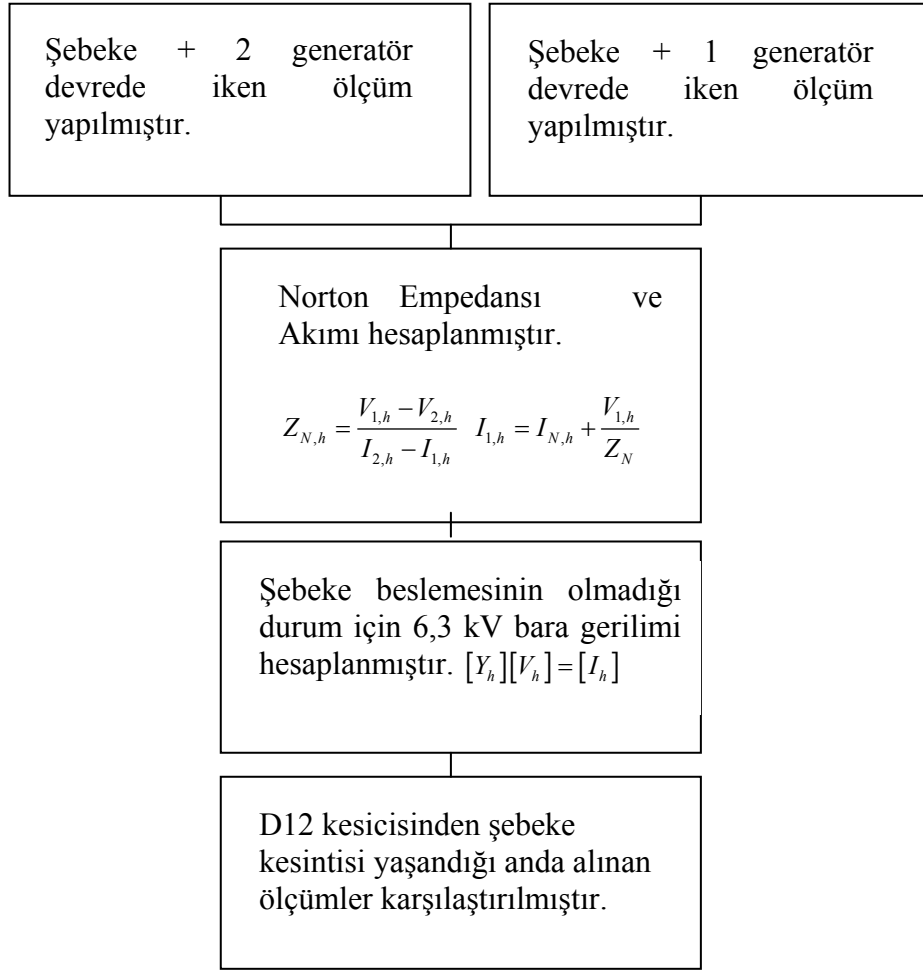 Şebeke + 2 generatör
devrede iken ölçüm
yapılmıştır.
Şebeke + 1 generatör
devrede iken ölçüm
yapılmıştır.
Norton Empedansı ve
Akımı hesaplanmıştır.
Z_{N,h} = \frac{V_{1,h} - V_{2,h}}{I_{2,h} - I_{1,h}} I_{1,h} = I_{N,h} + \frac{V_{1,h}}{Z_N}
Şebeke beslemesinin olmadığı
durum için 6,3 kV bara gerilimi
hesaplanmıştır. [Y_h][V_h]=[I_h]
D12 kesicisinden şebeke
kesintisi yaşandığı anda alınan
ölçümler karşılaştırılmıştır.